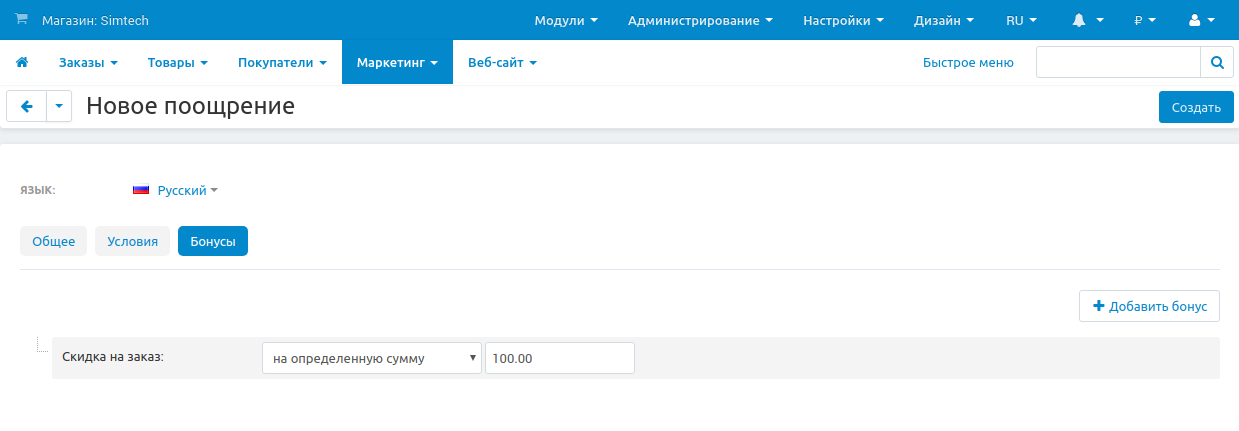 Магазин: Simtech Модули Администрирование Настройки Дизайн RU ₽
Заказы Товары Покупатели Маркетинг Веб-сайт Быстрое меню
Новое поощрение Создать
ЯЗЫК: Русский
Общее Условия Бонусы
Добавить бонус
Скидка на заказ: на определенную сумму 100.00